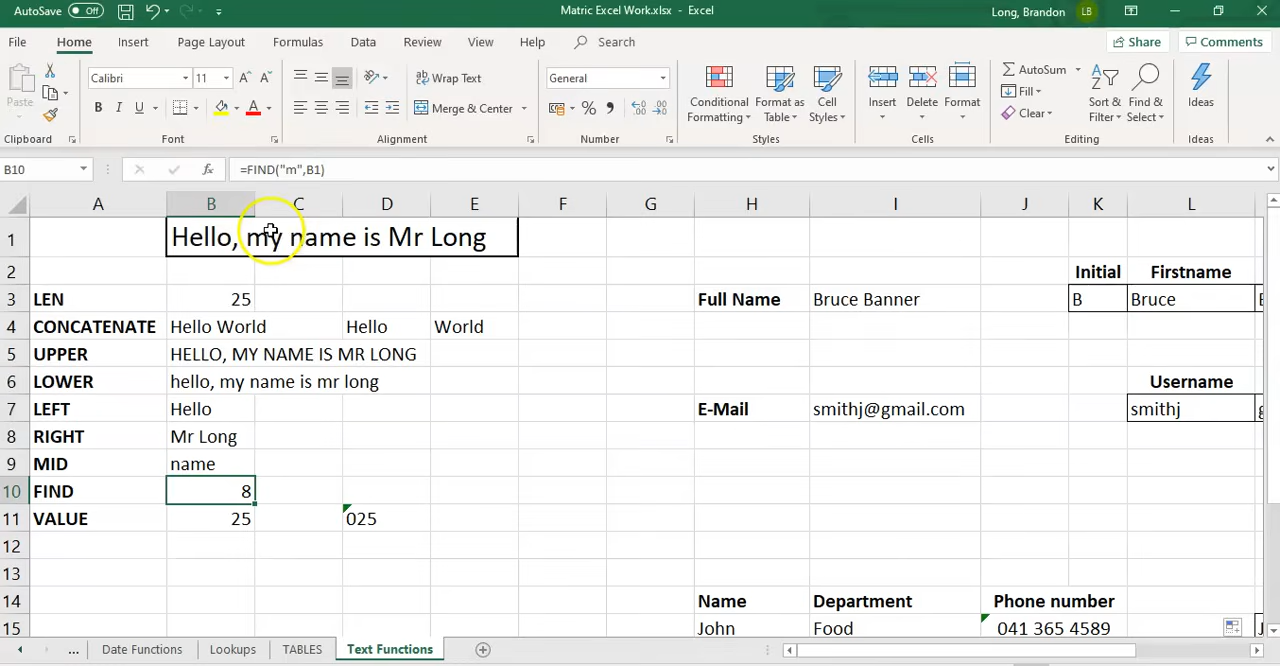 AutoSave Off Matric Excel Work.xlsx - Excel Long, Brandon LB
File Home Insert Draw Page Layout Formulas Data Review View Help Search Share Comments
Paste
Clipboard
Calibri 11
B I U
Font
Wrap Text
Merge & Center
Alignment
General
%
Number
Conditional Formatting
Format as Table
Cell Styles
Styles
Insert Delete Format
Cells
AutoSum
Fill
Clear
Sort & Filter
Find & Select
Editing
Ideas
Ideas
B10 fx =FIND("m",B1)
A B C D E F G H I J K L
1 Hello, my name is Mr Long
2 Initial Firstname
3 LEN 25 Full Name Bruce Banner B Bruce
4 CONCATENATE Hello World Hello World
5 UPPER HELLO, MY NAME IS MR LONG
6 LOWER hello, my name is mr long Username
7 LEFT Hello E-Mail smithj@gmail.com smithj
8 RIGHT Mr Long
9 MID name
10 FIND 8
11 VALUE 25 025
12
13
14 Name Department Phone number
15 John Food 041 365 4589
... Date Functions Lookups TABLES Text Functions